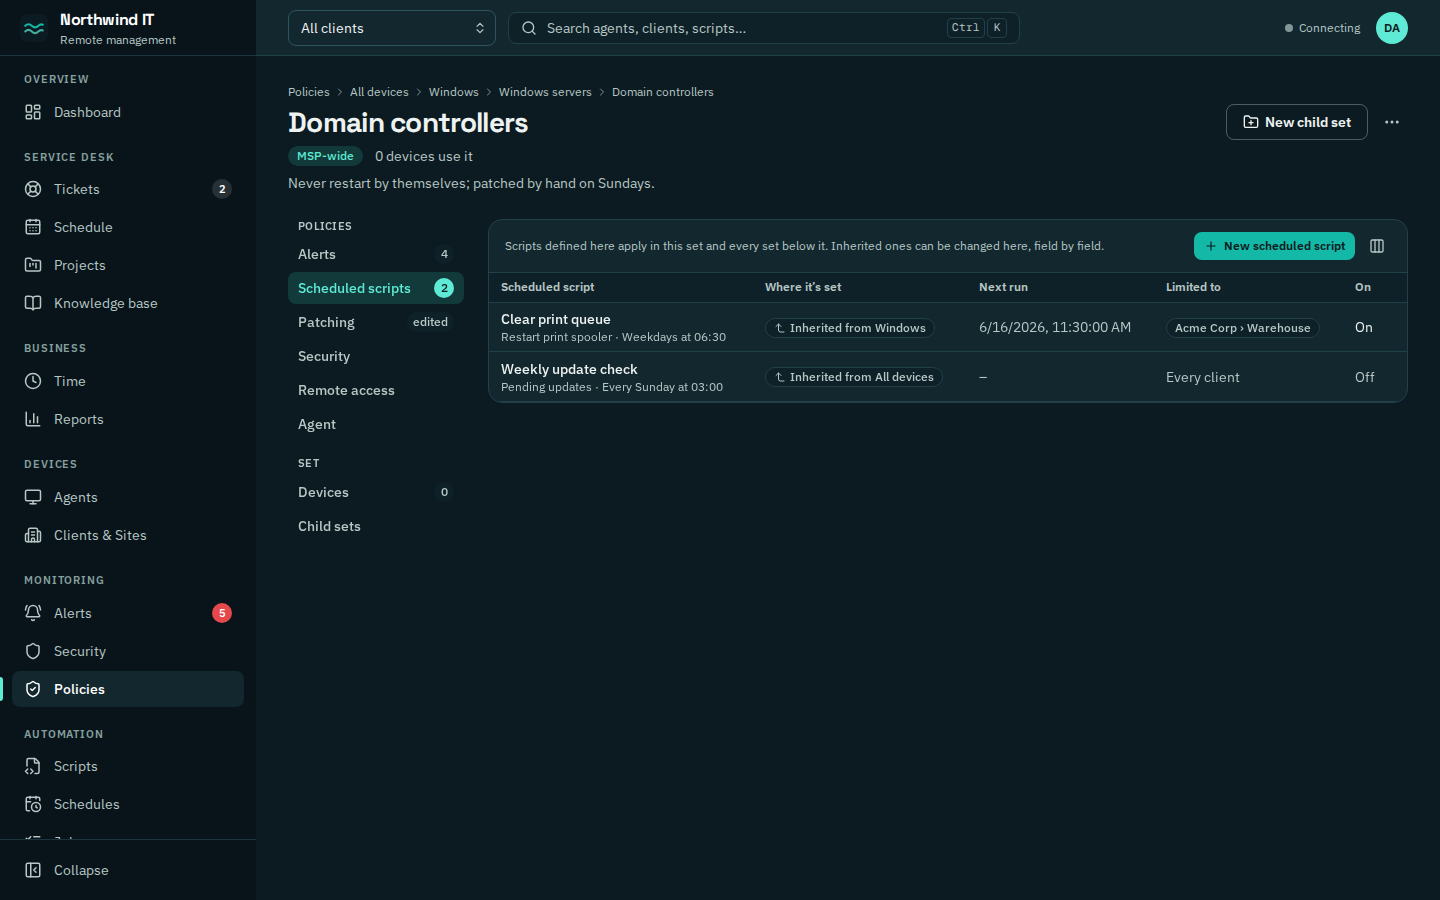 Northwind IT
Remote management
All clients
Search agents, clients, scripts...
Ctrl K
Connecting
DA
OVERVIEW
Dashboard
SERVICE DESK
Tickets 2
Schedule
Projects
Knowledge base
BUSINESS
Time
Reports
DEVICES
Agents
Clients & Sites
MONITORING
Alerts 5
Security
Policies
AUTOMATION
Scripts
Schedules
Collapse
Policies > All devices > Windows > Windows servers > Domain controllers
Domain controllers
New child set
MSP-wide 0 devices use it
Never restart by themselves; patched by hand on Sundays.
POLICIES
Alerts 4
Scheduled scripts 2
Patching edited
Security
Remote access
Agent
SET
Devices 0
Child sets
Scripts defined here apply in this set and every set below it. Inherited ones can be changed here, field by field.
New scheduled script
Scheduled script Where it's set Next run Limited to On
Clear print queue
Restart print spooler · Weekdays at 06:30
Inherited from Windows
6/16/2026, 11:30:00 AM
Acme Corp › Warehouse
On
Weekly update check
Pending updates · Every Sunday at 03:00
Inherited from All devices
–
Every client
Off